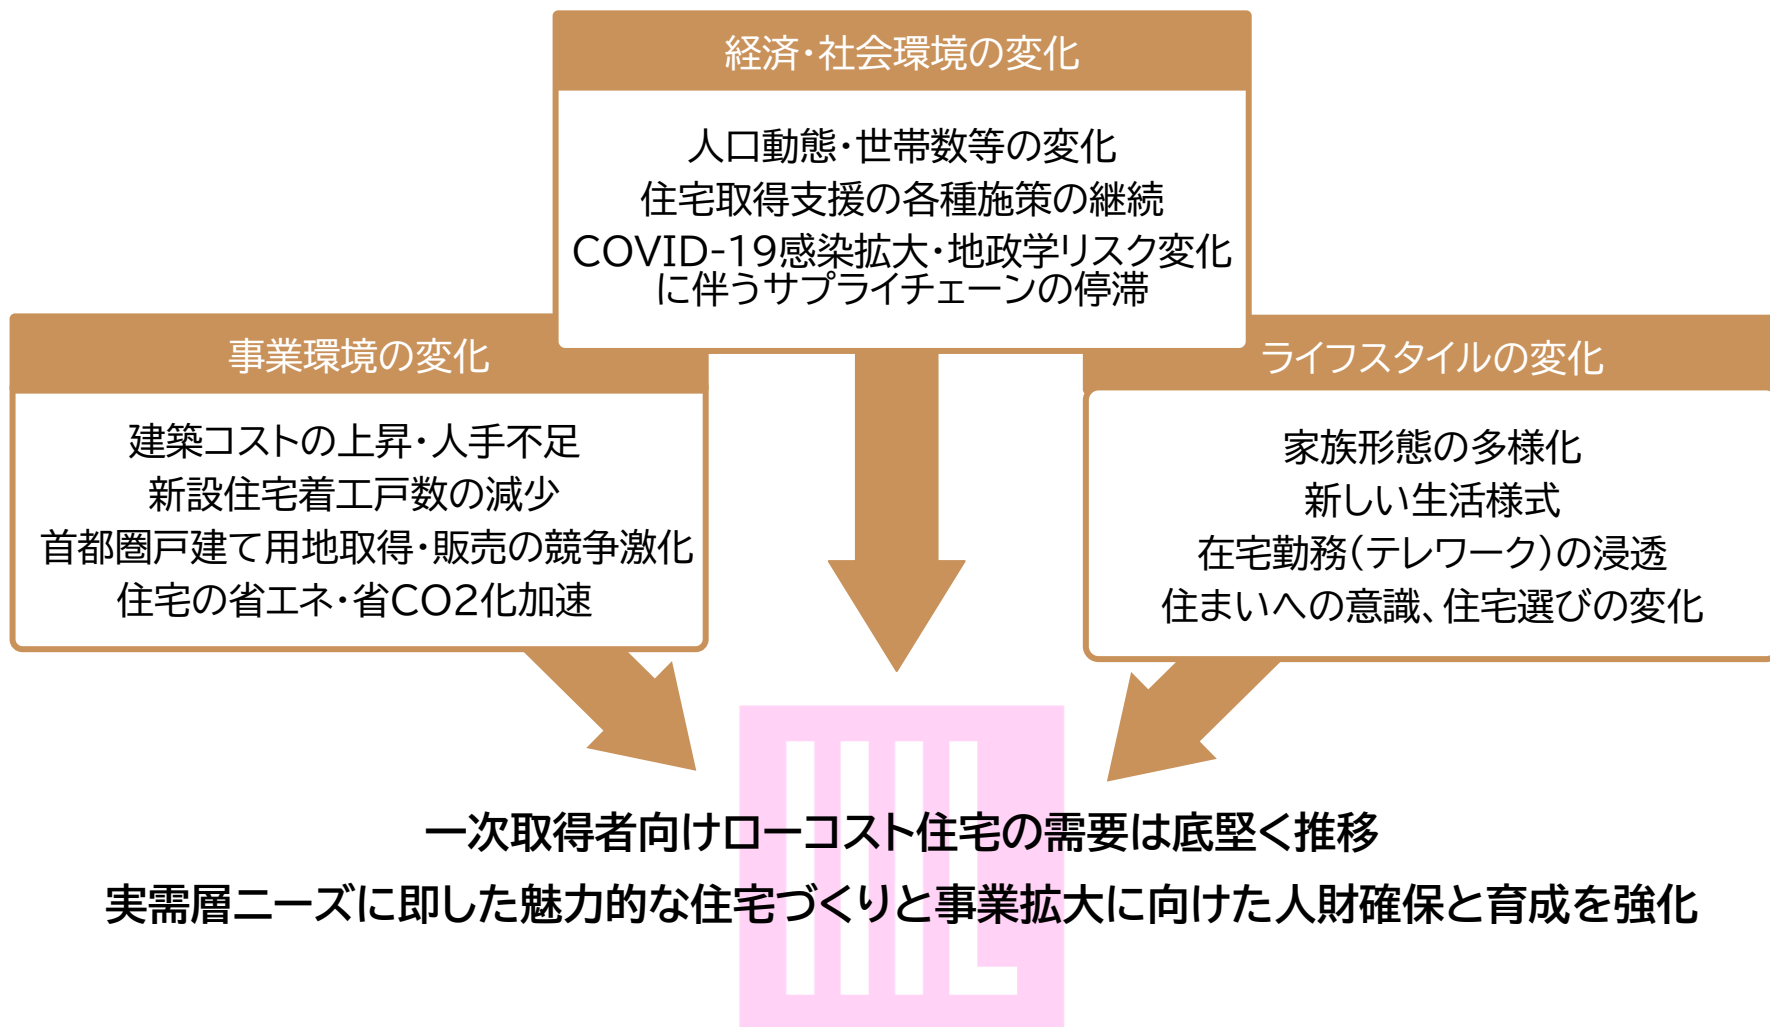 経済・社会環境の変化
人口動態・世帯数等の変化
住宅取得支援の各種施策の継続
COVID-19感染拡大・地政学リスク変化
に伴うサプライチェーンの停滞
事業環境の変化
建築コストの上昇・人手不足
新設住宅着工戸数の減少
首都圏戸建て用地取得・販売の競争激化
住宅の省エネ・省CO2化加速
ライフスタイルの変化
家族形態の多様化
新しい生活様式
在宅勤務(テレワーク)の浸透
住まいへの意識、住宅選びの変化
一次取得者向けローコスト住宅の需要は底堅く推移
実需層ニーズに即した魅力的な住宅づくりと事業拡大に向けた人財確保と育成を強化